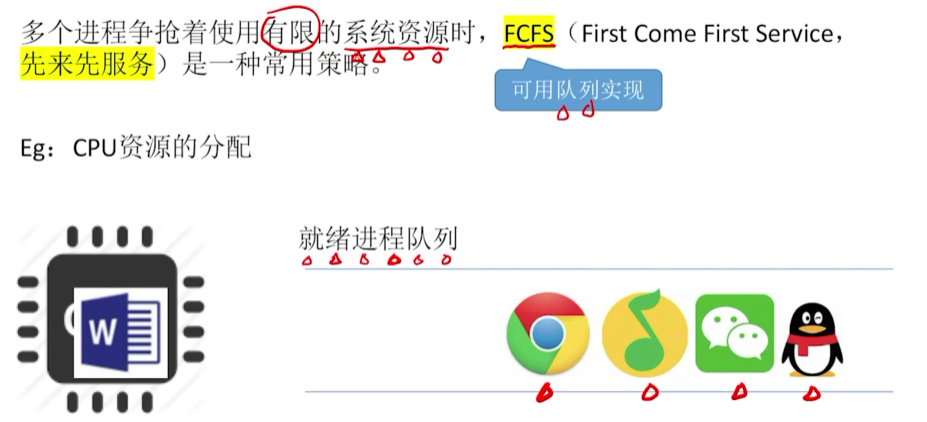 多个进程争抢着使用有限的系统资源时，FCFS（First Come First Service，
先来先服务）是一种常用策略。
可用队列实现
Eg：CPU资源的分配
就绪进程队列
W